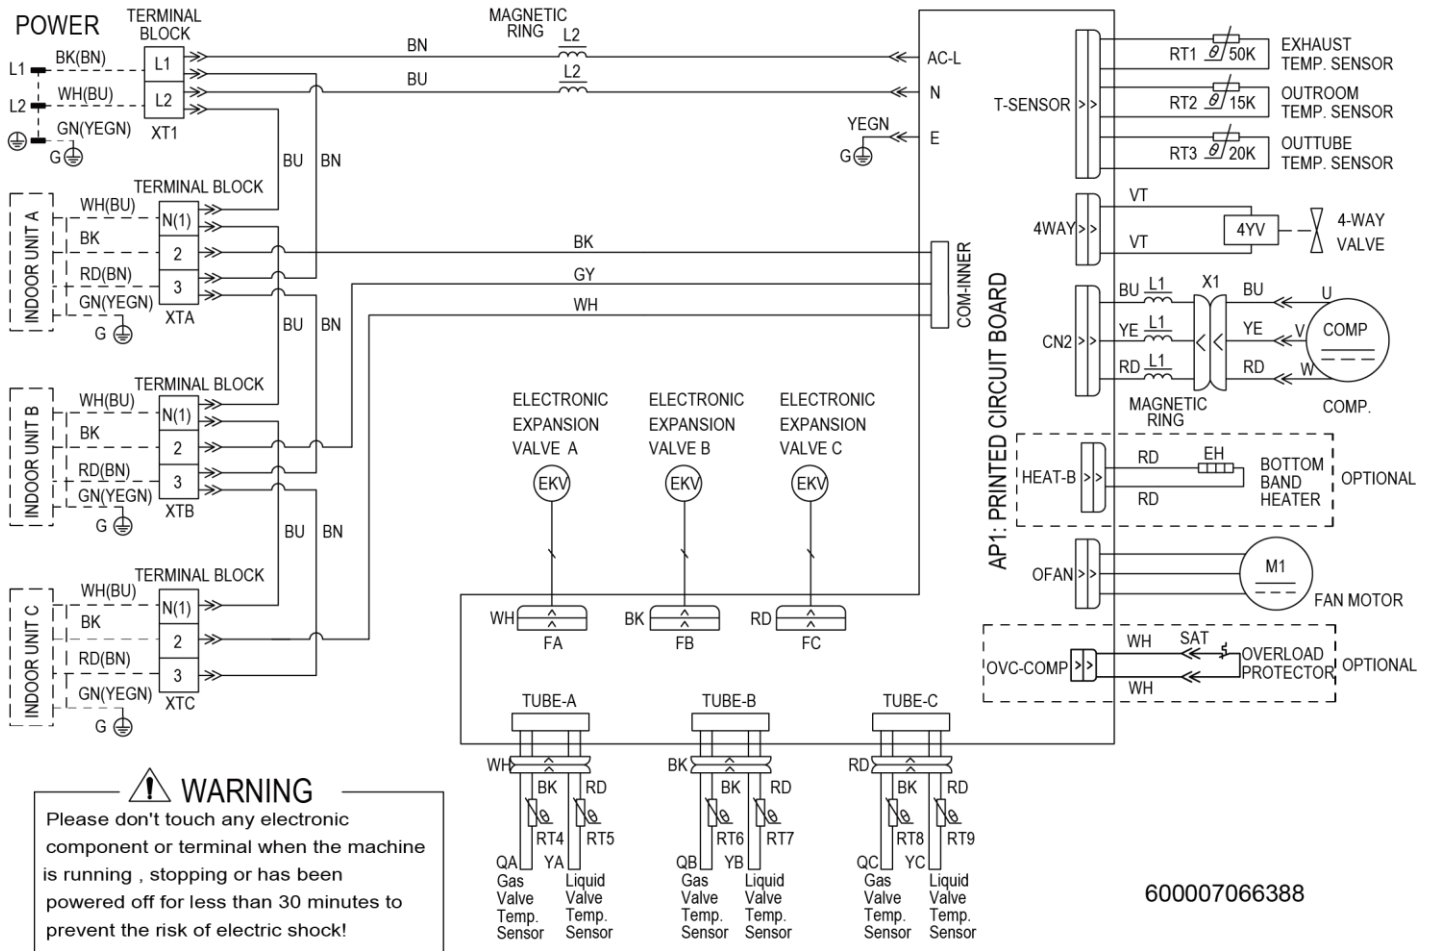 POWER
TERMINAL
BLOCK
L1
BK(BN)
L1
L2
WH(BU)
L2
GN(YEGN)
XT1
G
BN
BU
MAGNETIC
RING
L2
L2
AC-L
N
YEGN
G
E
BU
BN
TERMINAL BLOCK
INDOOR UNIT A
WH(BU)
N(1)
BK
2
RD(BN)
3
GN(YEGN)
XTA
G
BU
BN
BK
GY
WH
COM-INNER
TERMINAL BLOCK
INDOOR UNIT B
WH(BU)
N(1)
BK
2
RD(BN)
3
GN(YEGN)
XTB
G
BU
BN
TERMINAL BLOCK
INDOOR UNIT C
WH(BU)
N(1)
BK
2
RD(BN)
3
GN(YEGN)
XTC
G
ELECTRONIC
EXPANSION
VALVE A
EKV
WH
FA
ELECTRONIC
EXPANSION
VALVE B
EKV
BK
FB
ELECTRONIC
EXPANSION
VALVE C
EKV
RD
FC
AP1: PRINTED CIRCUIT BOARD
T-SENSOR
RT1
θ
50K
EXHAUST
TEMP. SENSOR
RT2
θ
15K
OUTROOM
TEMP. SENSOR
RT3
θ
20K
OUTTUBE
TEMP. SENSOR
4WAY
VT
VT
4YV
4-WAY
VALVE
CN2
BU
L1
X1
BU
U
YE
L1
YE
V
COMP
RD
L1
RD
W
MAGNETIC
RING
COMP.
HEAT-B
RD
EH
RD
BOTTOM
BAND
HEATER
OPTIONAL
OFAN
M1
FAN MOTOR
OVC-COMP
WH
SAT
WH
OVERLOAD
PROTECTOR
OPTIONAL
TUBE-A
WH
BK
RD
θ
θ
RT4
RT5
QA
YA
Gas
Valve
Temp.
Sensor
Liquid
Valve
Temp.
Sensor
TUBE-B
BK
BK
RD
θ
θ
RT6
RT7
QB
YB
Gas
Valve
Temp.
Sensor
Liquid
Valve
Temp.
Sensor
TUBE-C
RD
BK
RD
θ
θ
RT8
RT9
QC
YC
Gas
Valve
Temp.
Sensor
Liquid
Valve
Temp.
Sensor
WARNING
Please don't touch any electronic
component or terminal when the machine
is running , stopping or has been
powered off for less than 30 minutes to
prevent the risk of electric shock!
600007066388